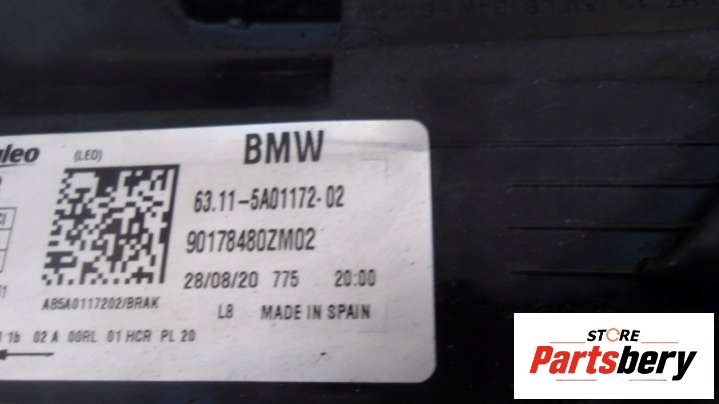 (LED)
BMW
63.11-5A01172-02
90178480ZM02
28/08/20 775 20:00
A85A0117202/BRAK
L8 MADE IN SPAIN
1b 02 A 00RL 01 HCR PL 20
STORE
Partsbery